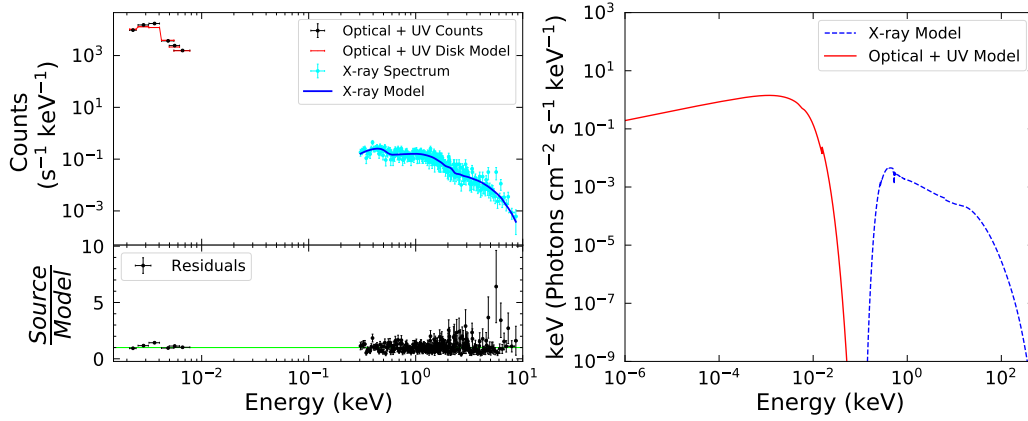 Counts
(s⁻¹ keV⁻¹)
10³
10¹
10⁻¹
10⁻³
Optical + UV Counts
Optical + UV Disk Model
X-ray Spectrum
X-ray Model
Source
Model
10
5
0
Residuals
10⁻²
10⁻¹
10⁰
10¹
Energy (keV)
keV (Photons cm⁻² s⁻¹ keV⁻¹)
10³
10¹
10⁻¹
10⁻³
10⁻⁵
10⁻⁷
10⁻⁹
X-ray Model
Optical + UV Model
10⁻⁶
10⁻⁴
10⁻²
10⁰
10²
Energy (keV)